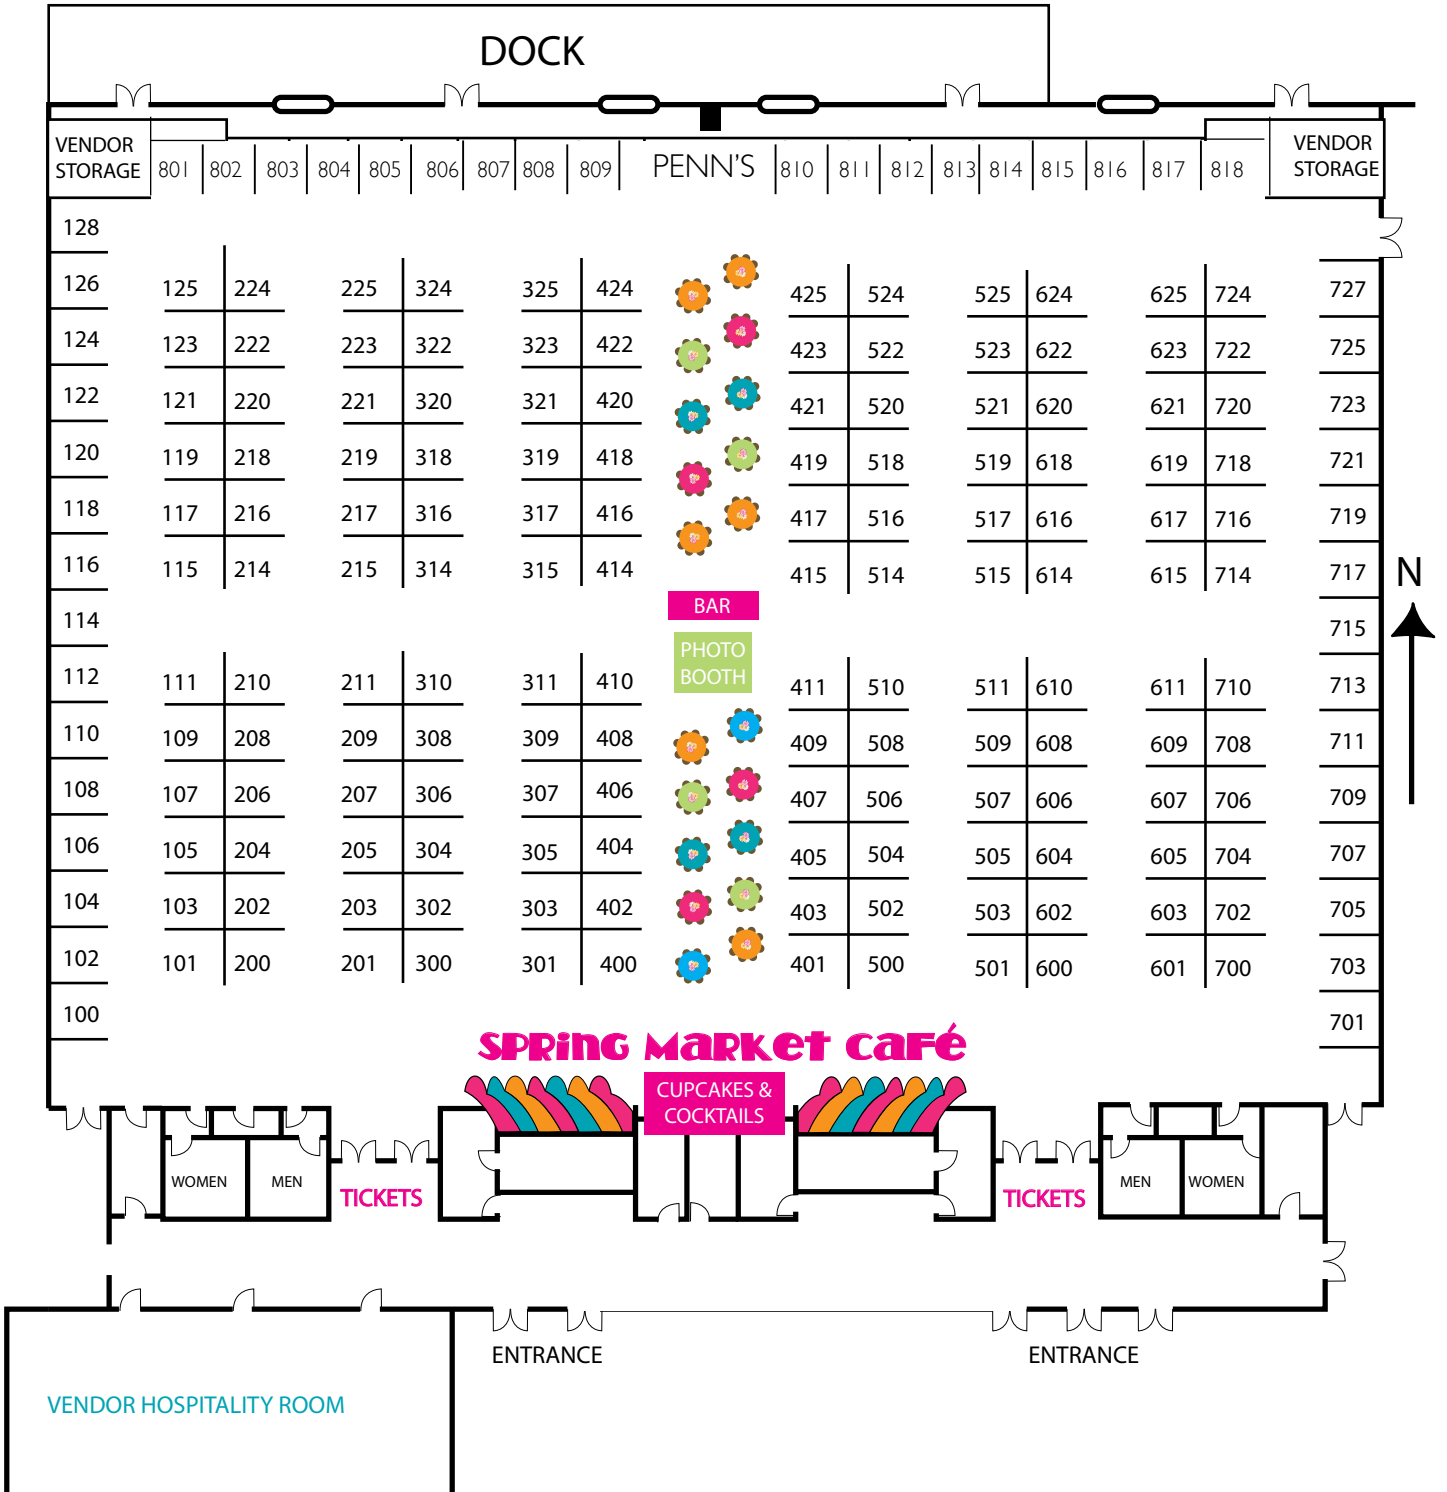 DOCK
VENDOR
STORAGE
801 802 803 804 805 806 807 808 809 PENN'S 810 811 812 813 814 815 816 817 818
VENDOR
STORAGE
128
126 125 224 225 324 325 424 425 524 525 624 625 724 727
124 123 222 223 322 323 422 423 522 523 622 623 722 725
122 121 220 221 320 321 420 421 520 521 620 621 720 723
120 119 218 219 318 319 418 419 518 519 618 619 718 721
118 117 216 217 316 317 416 417 516 517 616 617 716 719
116 115 214 215 314 315 414 415 514 515 614 615 714 717
N
BAR
114 715
PHOTO
BOOTH
112 111 210 211 310 311 410 411 510 511 610 611 710 713
110 109 208 209 308 309 408 409 508 509 608 609 708 711
108 107 206 207 306 307 406 407 506 507 606 607 706 709
106 105 204 205 304 305 404 405 504 505 604 605 704 707
104 103 202 203 302 303 402 403 502 503 602 603 702 705
102 101 200 201 300 301 400 401 500 501 600 601 700 703
100 701
SPRiNG MaRKet CaFé
CUPCAKES &
COCKTAILS
WOMEN MEN TICKETS TICKETS MEN WOMEN
ENTRANCE ENTRANCE
VENDOR HOSPITALITY ROOM